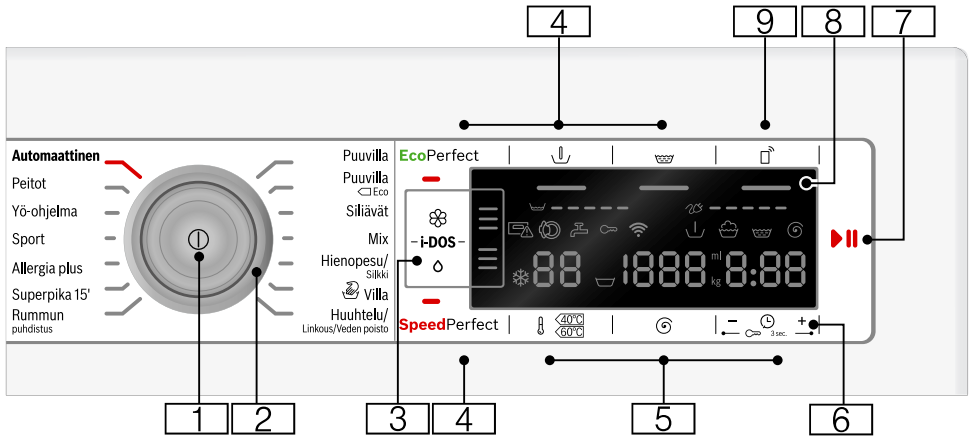 4
9
8
7
Automaattinen
Peitot
Yö-ohjelma
Sport
Allergia plus
Superpika 15'
Rummun
puhdistus
Puuvilla
Puuvilla
Eco
Siliävät
Mix
Hienopesu/
Silkki
Villa
Huuhtelu/
Linkous/Veden poisto
EcoPerfect
i-DOS
SpeedPerfect
88
1888
ml
kg
8:88
40°C
60°C
− +
3 sec.
1
2
3
4
5
6